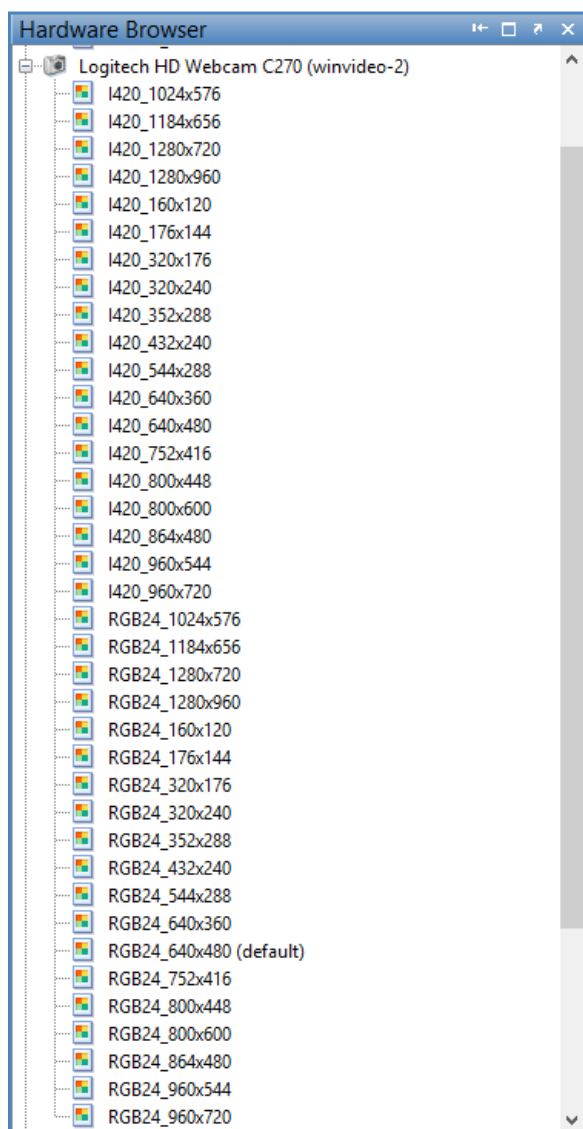 Hardware Browser
Logitech HD Webcam C270 (winvideo-2)
I420_1024x576
I420_1184x656
I420_1280x720
I420_1280x960
I420_160x120
I420_176x144
I420_320x176
I420_320x240
I420_352x288
I420_432x240
I420_544x288
I420_640x360
I420_640x480
I420_752x416
I420_800x448
I420_800x600
I420_864x480
I420_960x544
I420_960x720
RGB24_1024x576
RGB24_1184x656
RGB24_1280x720
RGB24_1280x960
RGB24_160x120
RGB24_176x144
RGB24_320x176
RGB24_320x240
RGB24_352x288
RGB24_432x240
RGB24_544x288
RGB24_640x360
RGB24_640x480 (default)
RGB24_752x416
RGB24_800x448
RGB24_800x600
RGB24_864x480
RGB24_960x544
RGB24_960x720